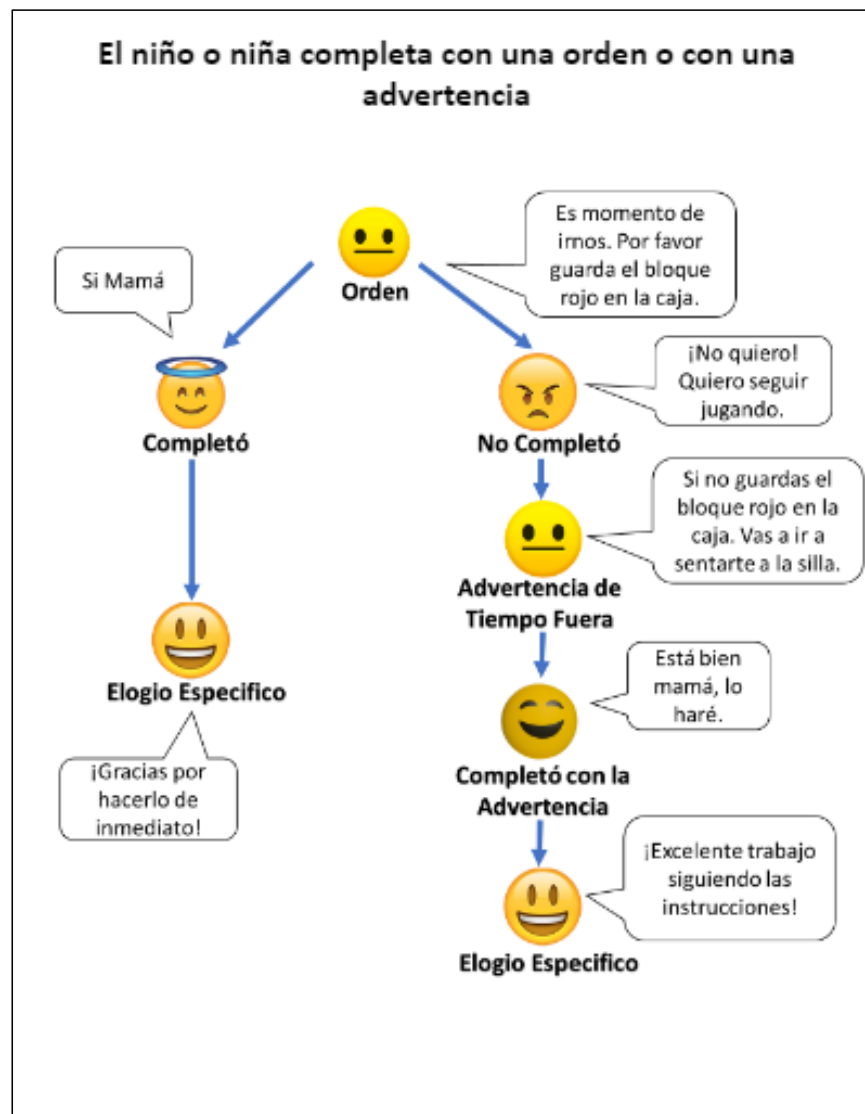 El niño o niña completa con una orden o con una
advertencia
Es momento de
irnos. Por favor
guarda el bloque
rojo en la caja.
Si Mamá
Orden
¡No quiero!
Quiero seguir
jugando.
Completó
No Completó
Si no guardas el
bloque rojo en la
caja. Vas a ir a
sentarte a la silla.
Advertencia de
Tiempo Fuera
Elogio Especifico
Está bien
mamá, lo
haré.
¡Gracias por
hacerlo de
inmediato!
Completó con la
Advertencia
¡Excelente trabajo
siguiendo las
instrucciones!
Elogio Especifico